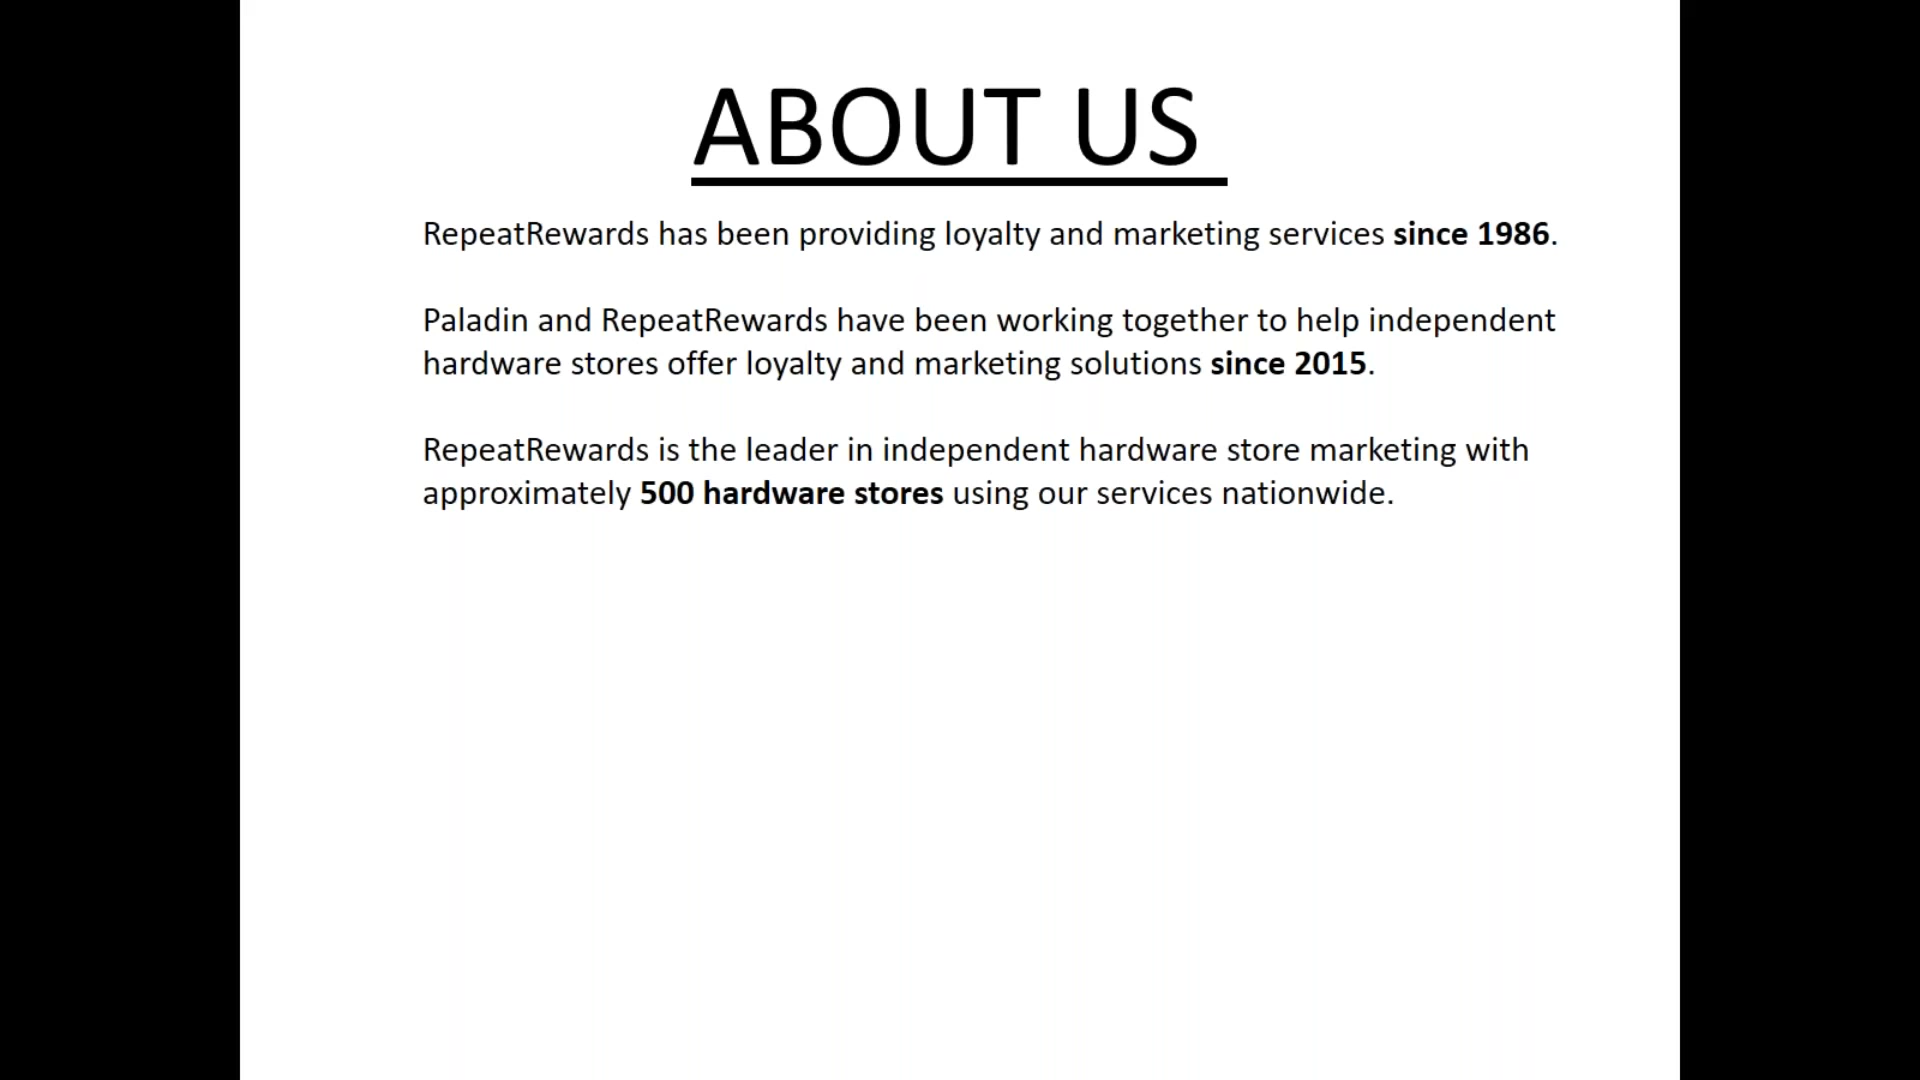 ABOUT US
RepeatRewards has been providing loyalty and marketing services since 1986.
Paladin and RepeatRewards have been working together to help independent
hardware stores offer loyalty and marketing solutions since 2015.
RepeatRewards is the leader in independent hardware store marketing with
approximately 500 hardware stores using our services nationwide.